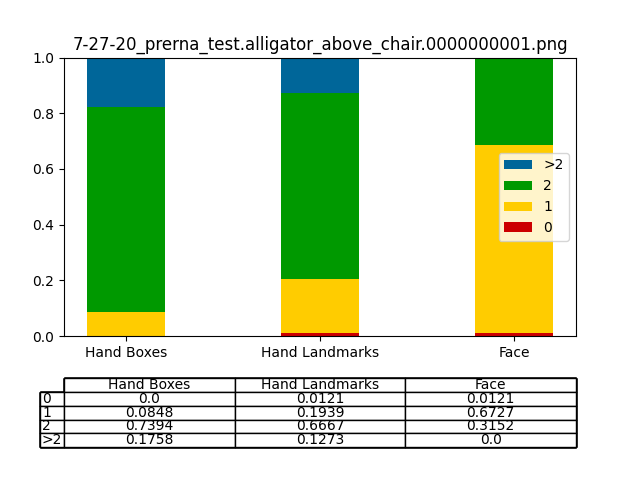 7-27-20_prerna_test.alligator_above_chair.0000000001.png
1.0
0.8
0.6
0.4
0.2
0.0
>2
2
1
0
Hand Boxes Hand Landmarks Face
Hand Boxes Hand Landmarks Face
0 0.0 0.0121 0.0121
1 0.0848 0.1939 0.6727
2 0.7394 0.6667 0.3152
>2 0.1758 0.1273 0.0